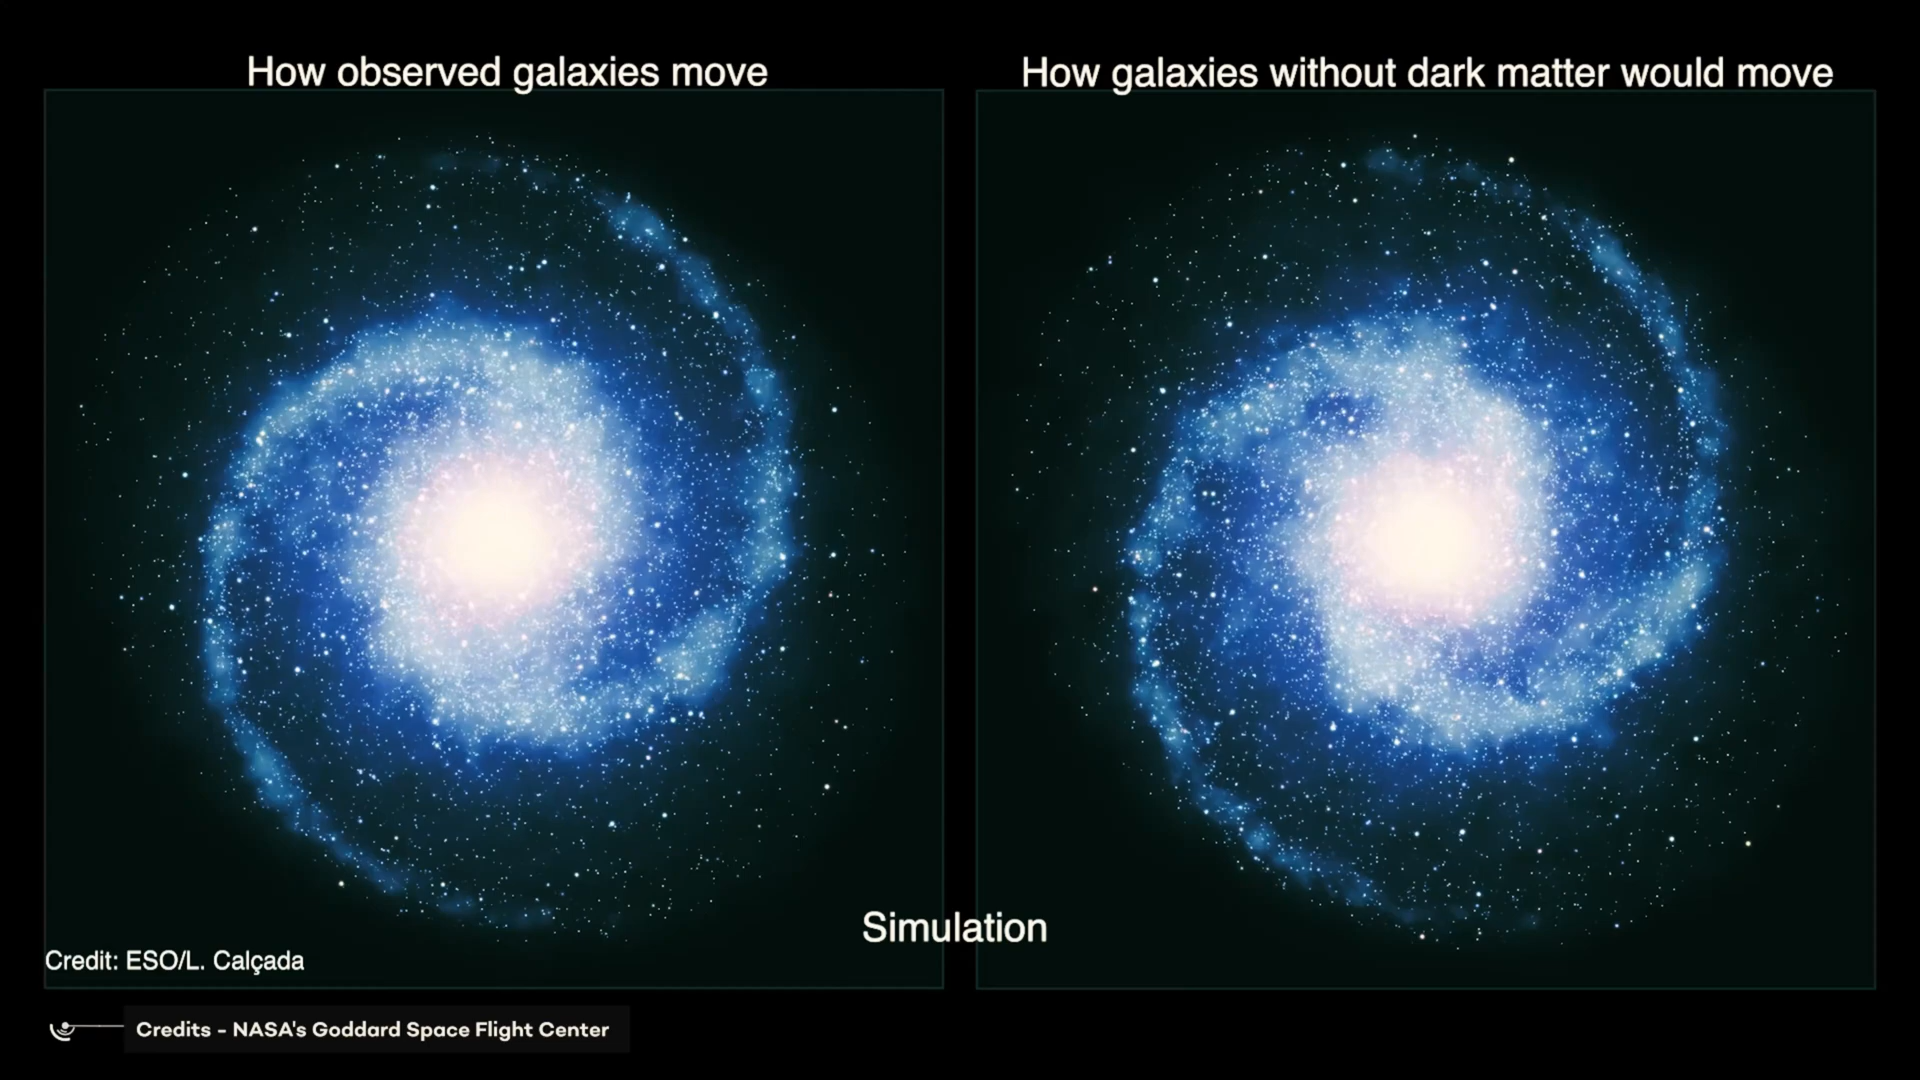 How observed galaxies move
How galaxies without dark matter would move
Simulation
Credit: ESO/L. Calçada
Credits - NASA's Goddard Space Flight Center